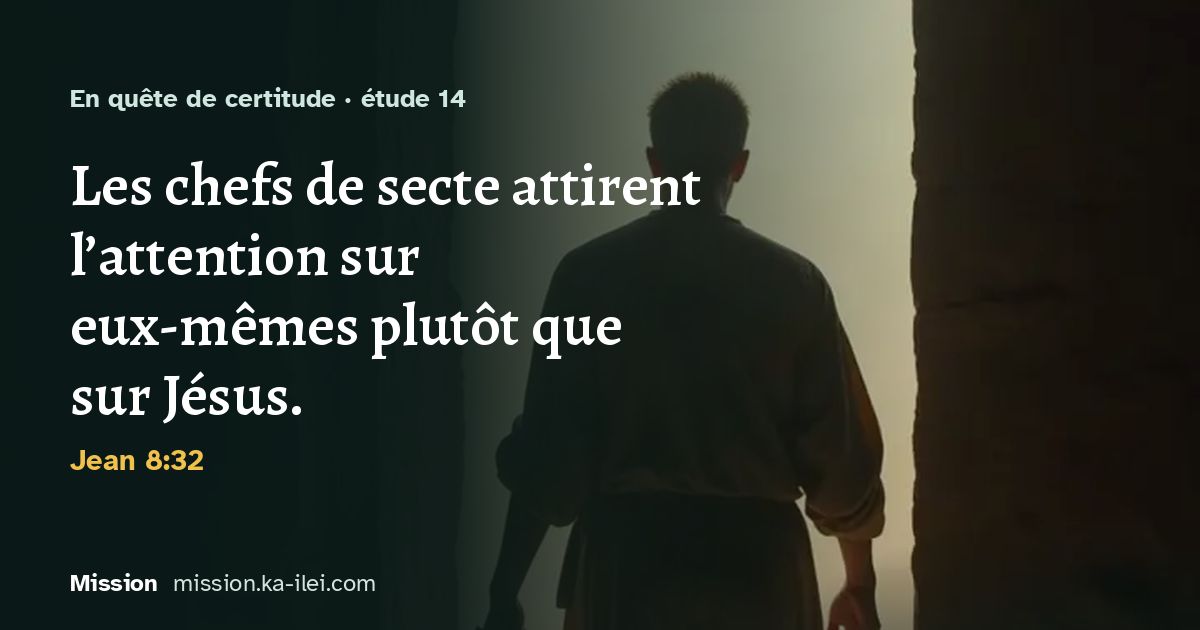 En quête de certitude · étude 14
Les chefs de secte attirent
l’attention sur
eux-mêmes plutôt que
sur Jésus.
Jean 8:32
Mission mission.ka-ilei.com